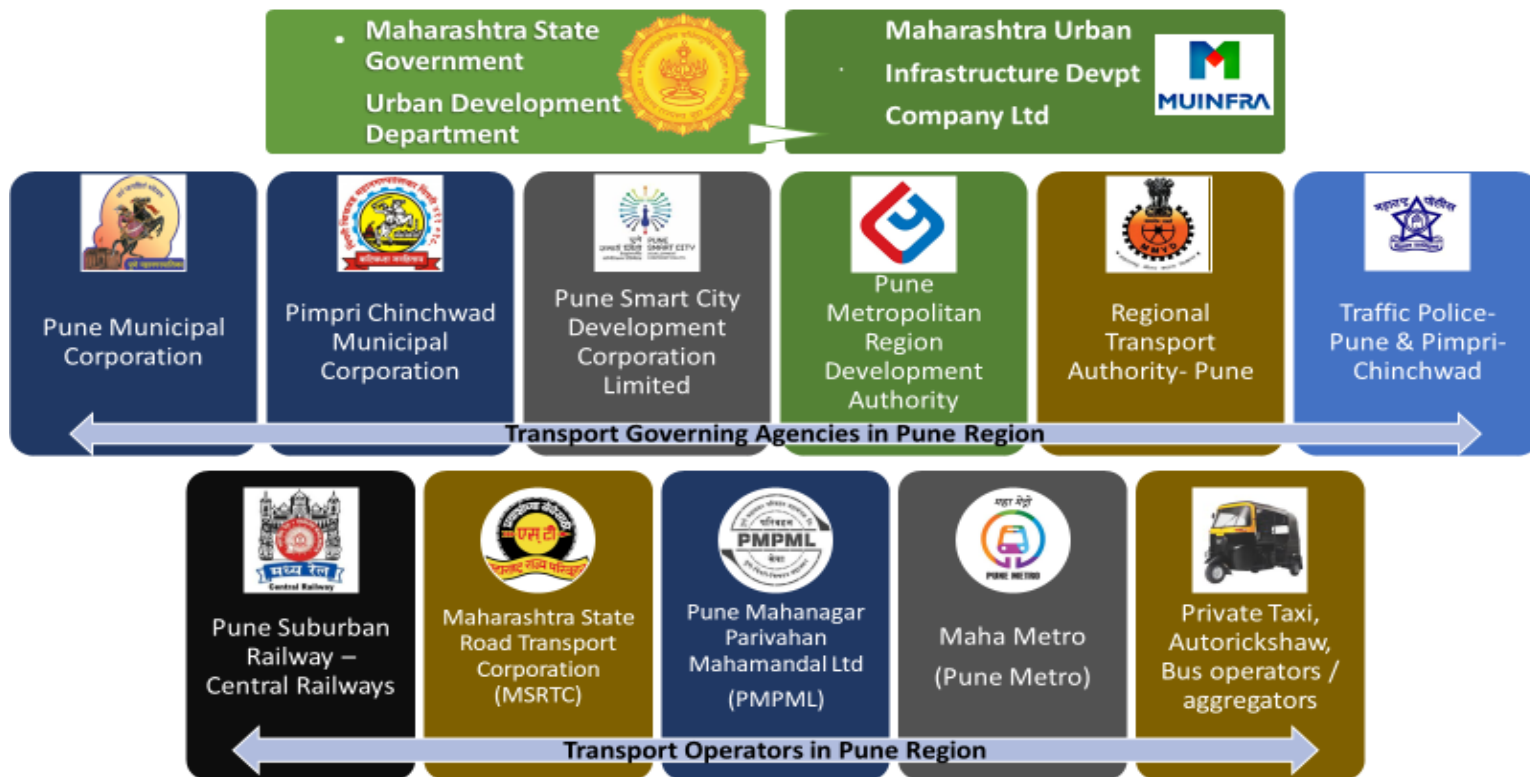 Maharashtra State
Government
Urban Development
Department
Maharashtra Urban
Infrastructure Devpt
Company Ltd
MUINFRA
Pune Municipal
Corporation
Pimpri Chinchwad
Municipal
Corporation
PUNE
SMART CITY
Pune Smart City
Development
Corporation
Limited
Pune
Metropolitan
Region
Development
Authority
MMVD
Regional
Transport
Authority- Pune
Traffic Police-
Pune & Pimpri-
Chinchwad
Transport Governing Agencies in Pune Region
मध्य रेल
Central Railway
Pune Suburban
Railway –
Central Railways
एस टी
Maharashtra State
Road Transport
Corporation
(MSRTC)
परिवहन
PMPML
सेवा
Pune Mahanagar
Parivahan
Mahamandal Ltd
(PMPML)
महा मेट्रो
PUNE METRO
Maha Metro
(Pune Metro)
Private Taxi,
Autorickshaw,
Bus operators /
aggregators
Transport Operators in Pune Region